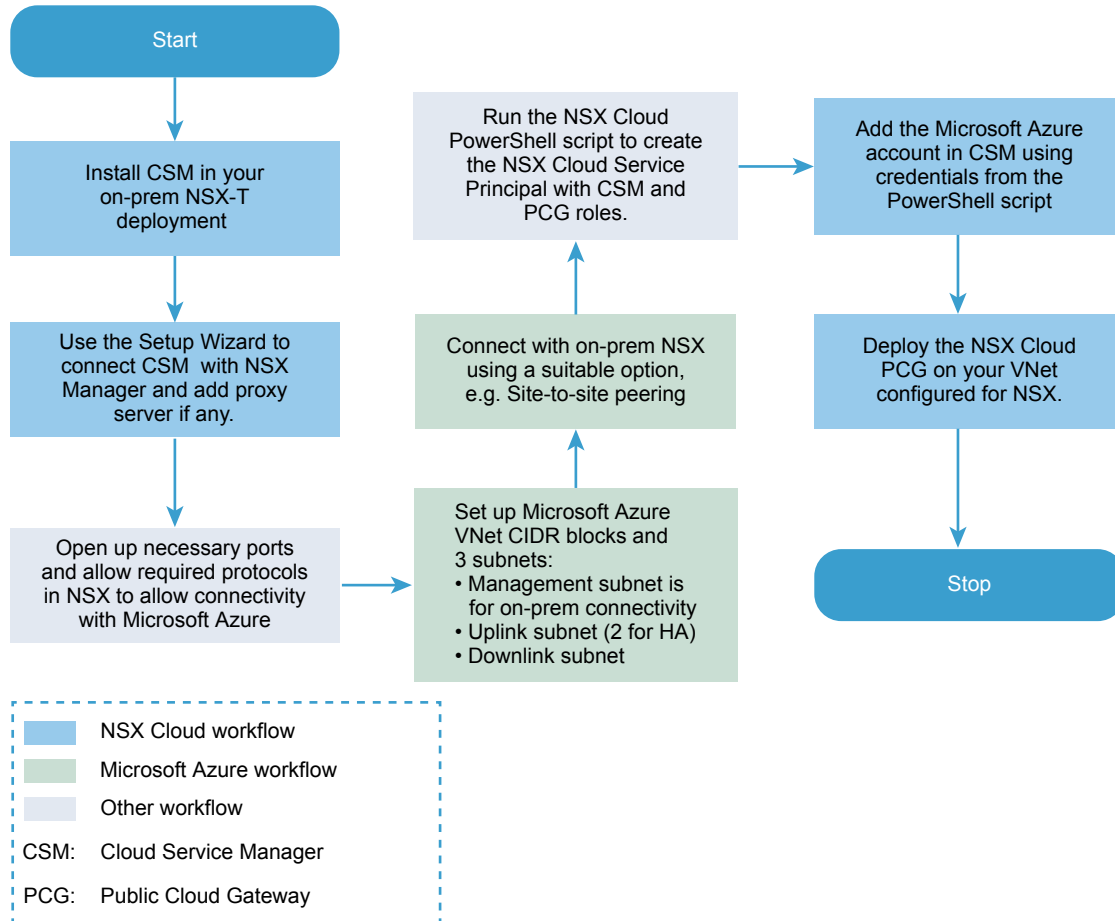 Start
Install CSM in your
on-prem NSX-T
deployment
Use the Setup Wizard to
connect CSM  with NSX
Manager and add proxy
server if any.
Open up necessary ports
and allow required protocols
in NSX to allow connectivity
with Microsoft Azure
Set up Microsoft Azure
VNet CIDR blocks and
3 subnets:
• Management subnet is
for on-prem connectivity
• Uplink subnet (2 for HA)
• Downlink subnet
Connect with on-prem NSX
using a suitable option,
e.g. Site-to-site peering
Run the NSX Cloud
PowerShell script to create
the NSX Cloud Service
Principal with CSM and
PCG roles.
Add the Microsoft Azure
account in CSM using
credentials from the
PowerShell script
Deploy the NSX Cloud
PCG on your VNet
configured for NSX.
Stop
NSX Cloud workflow
Microsoft Azure workflow
Other workflow
CSM: Cloud Service Manager
PCG: Public Cloud Gateway